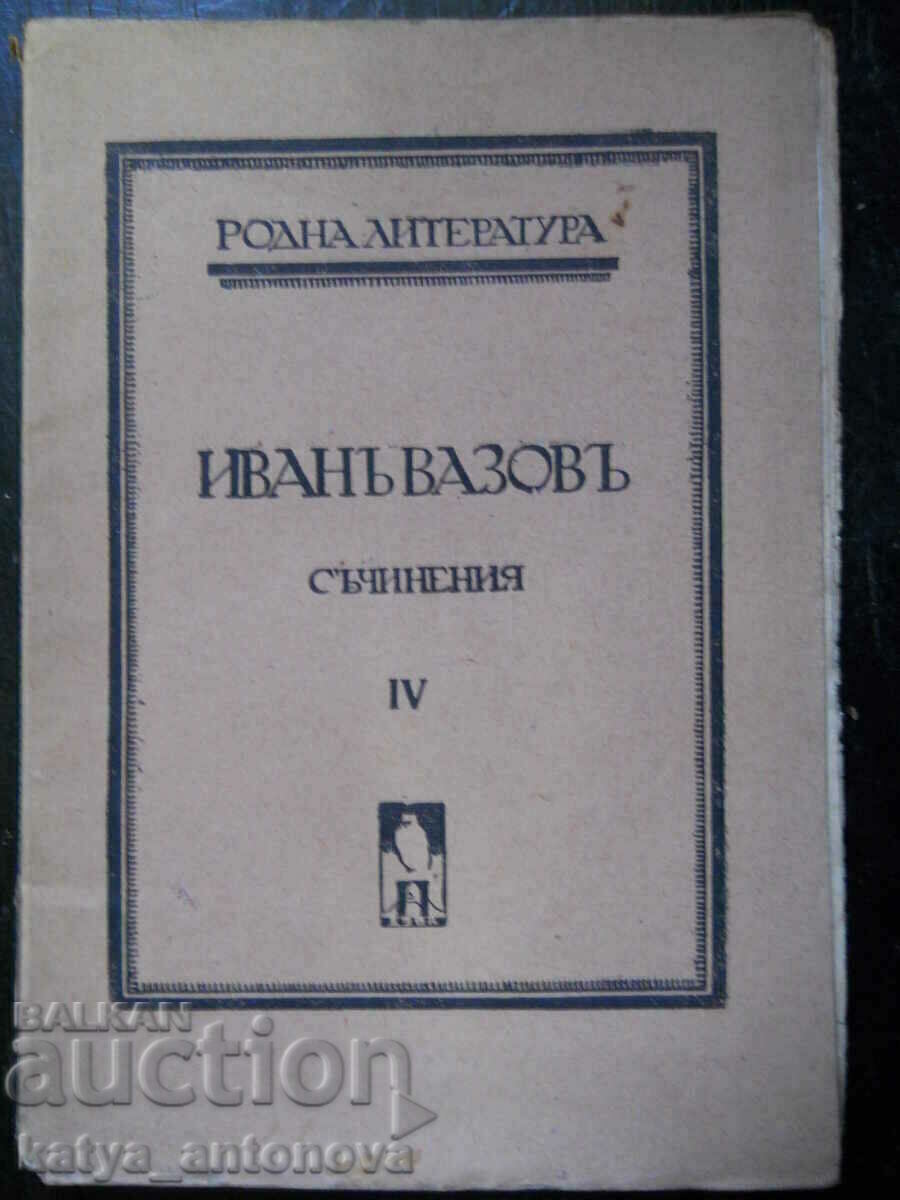 РОДНА ЛИТЕРАТУРА
ИВАНЪ ВАЗОВЪ
СЪЧИНЕНИЯ
IV
П
BALKAN
auction
katya_antonova